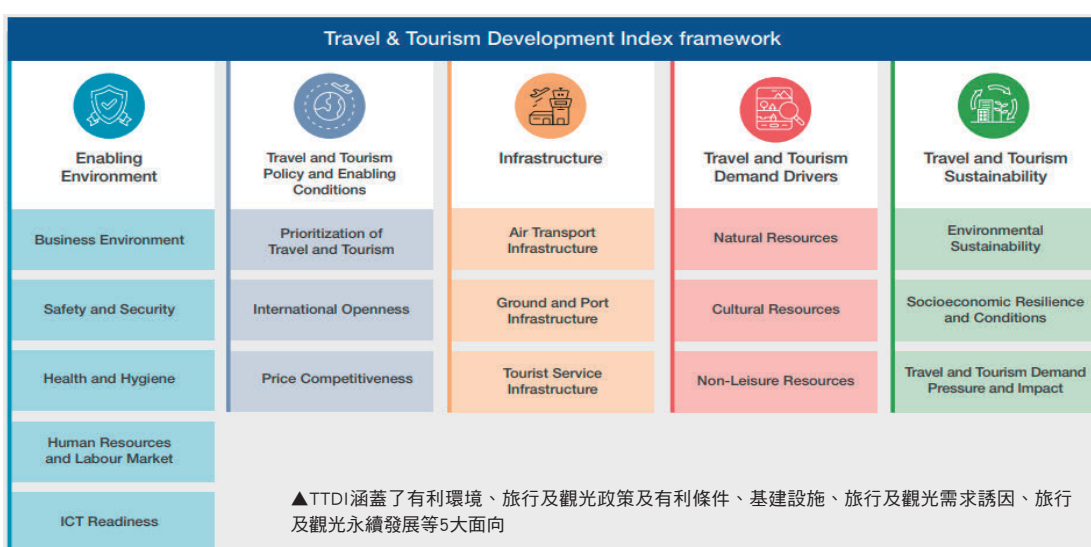 Travel & Tourism Development Index framework
Enabling
Environment
Business Environment
Safety and Security
Health and Hygiene
Human Resources
and Labour Market
ICT Readiness
Travel and Tourism
Policy and Enabling
Conditions
Prioritization of
Travel and Tourism
International Openness
Price Competitiveness
Infrastructure
Air Transport
Infrastructure
Ground and Port
Infrastructure
Tourist Service
Infrastructure
Travel and Tourism
Demand Drivers
Natural Resources
Cultural Resources
Non-Leisure Resources
Travel and Tourism
Sustainability
Environmental
Sustainability
Socioeconomic Resilience
and Conditions
Travel and Tourism Demand
Pressure and Impact
▲TTDI涵蓋了有利環境、旅行及觀光政策及有利條件、基建設施、旅行及觀光需求誘因、旅行
及觀光永續發展等5大面向